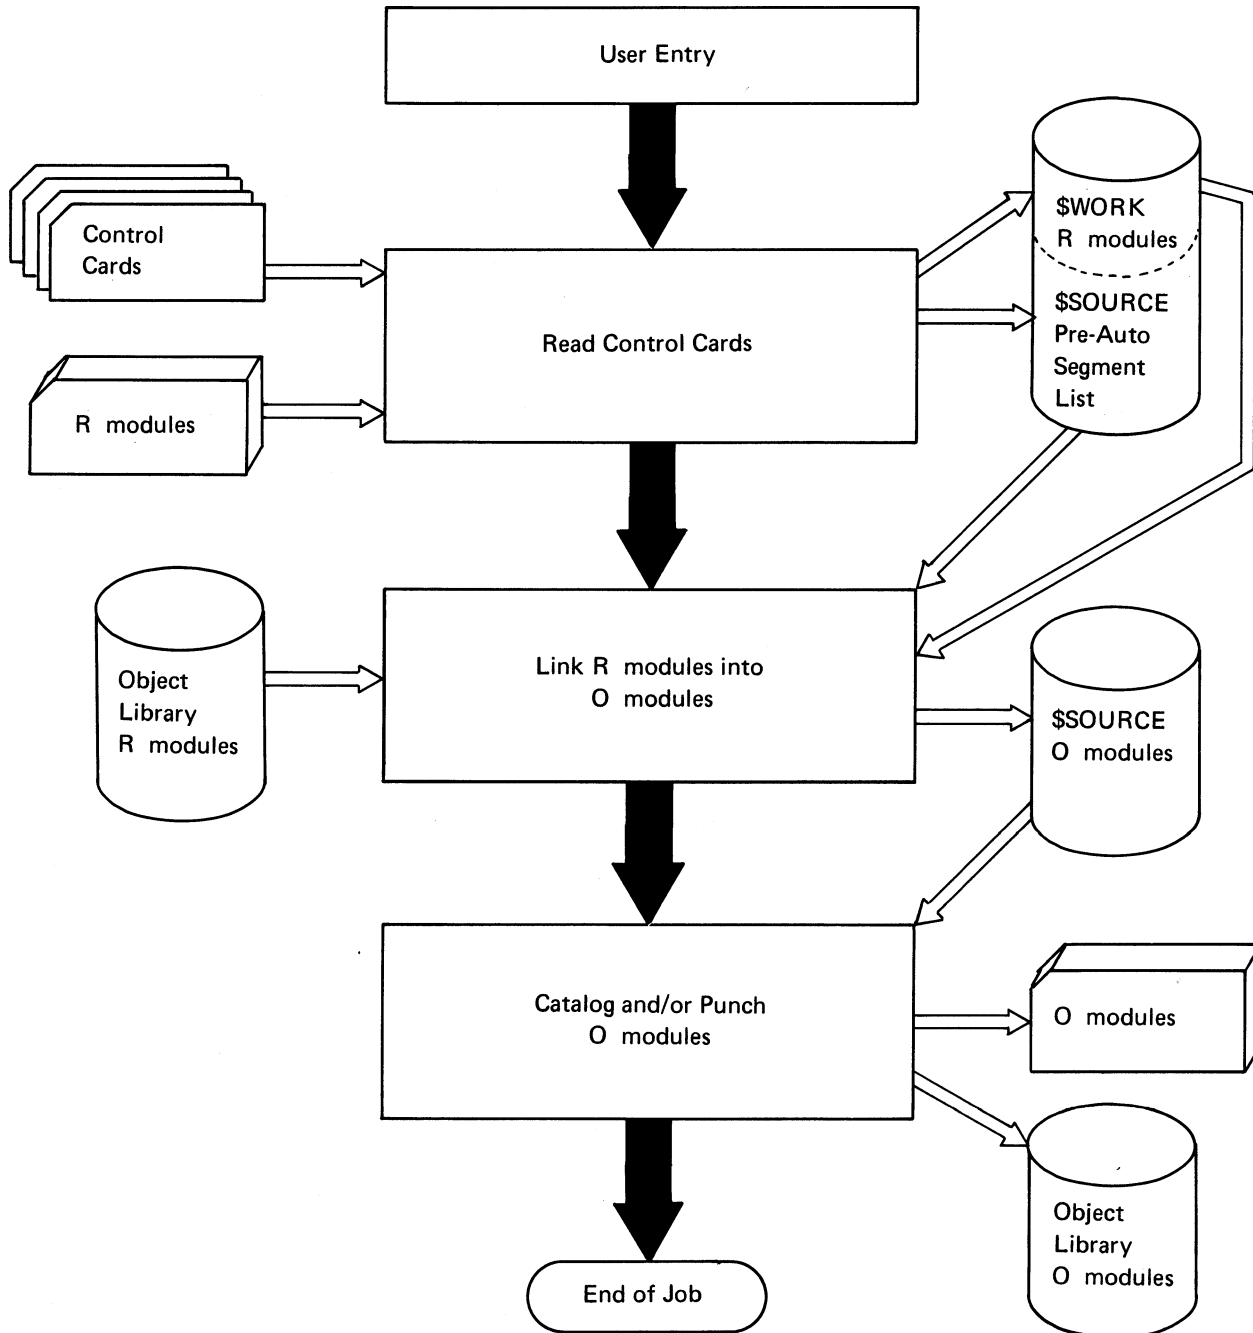 User Entry
Control
Cards
R modules
Read Control Cards
$WORK
R modules
$SOURCE
Pre-Auto
Segment
List
Object
Library
R modules
Link R modules into
O modules
$SOURCE
O modules
Catalog and/or Punch
O modules
O modules
Object
Library
O modules
End of Job